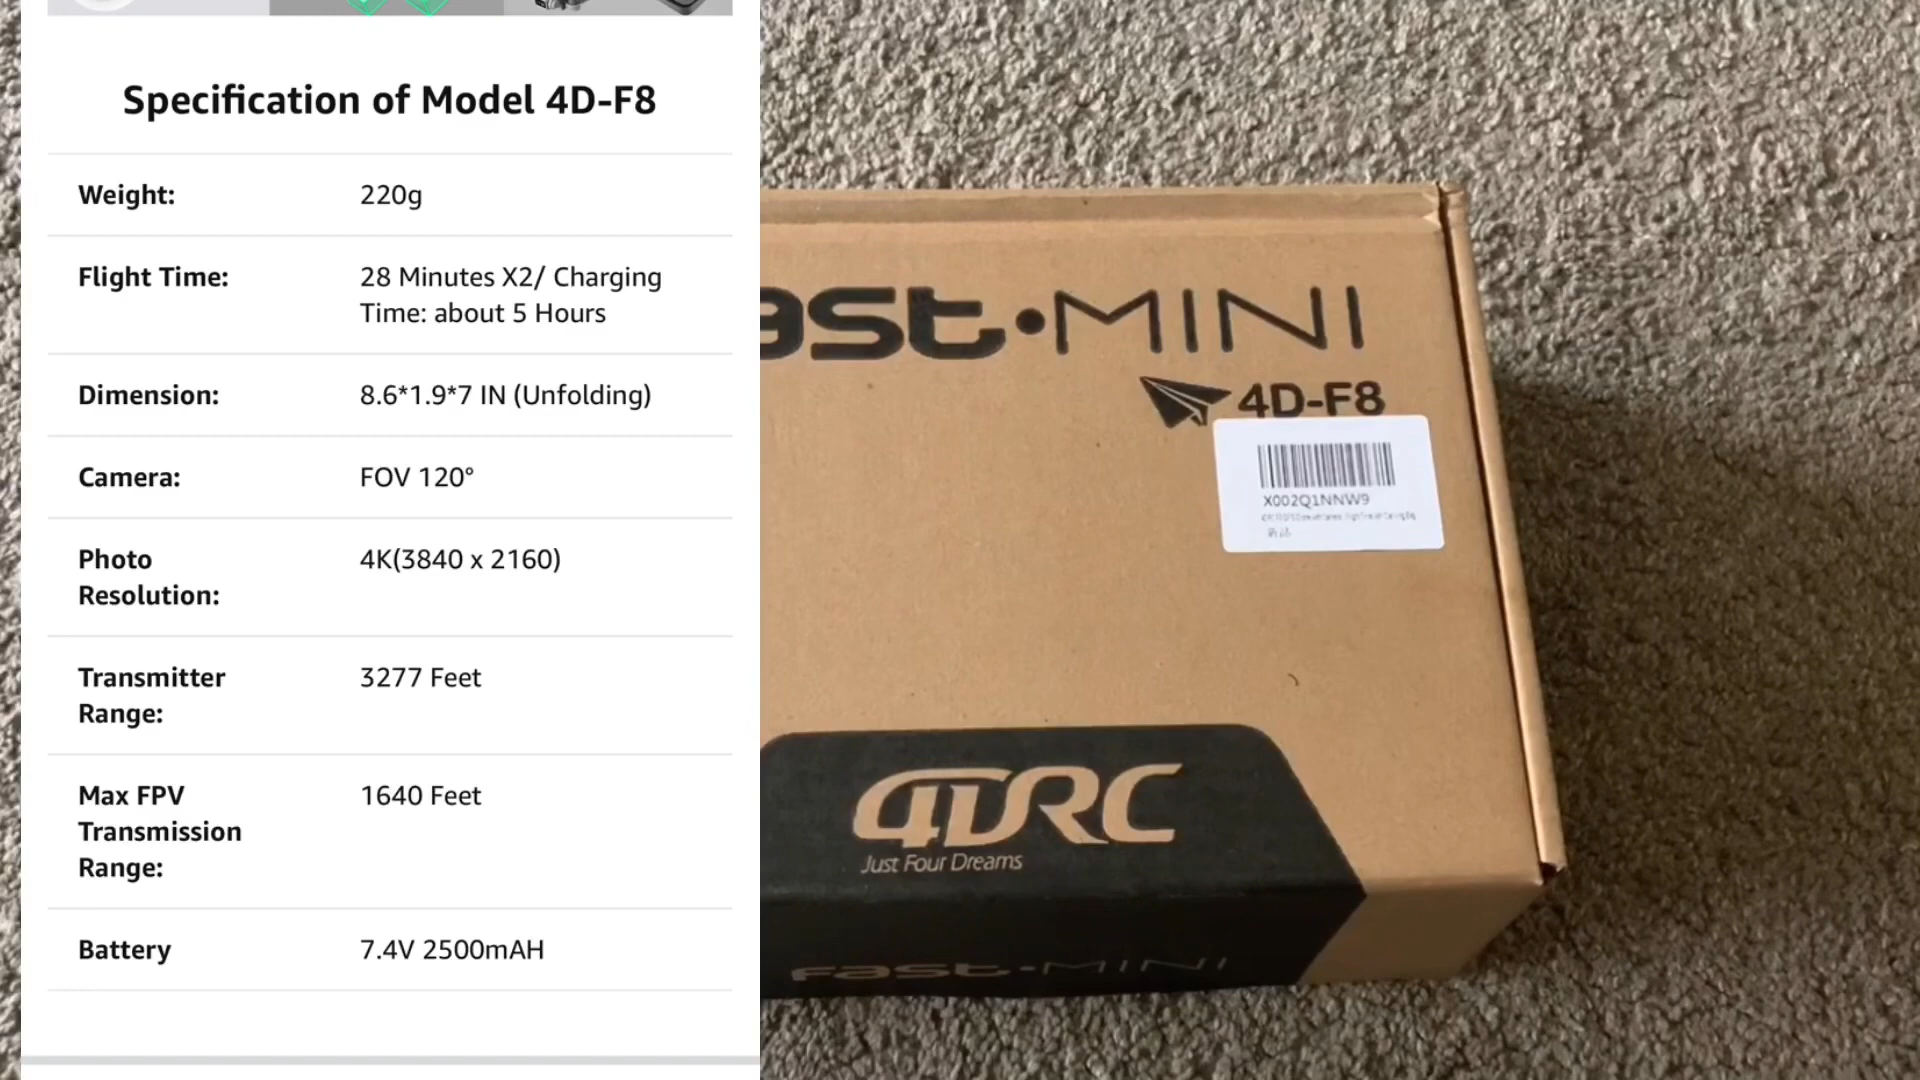 Specification of Model 4D-F8
Weight: 220g
Flight Time: 28 Minutes X2/ Charging
Time: about 5 Hours
Dimension: 8.6*1.9*7 IN (Unfolding)
Camera: FOV 120°
Photo
Resolution: 4K(3840 x 2160)
Transmitter
Range: 3277 Feet
Max FPV
Transmission
Range: 1640 Feet
Battery 7.4V 2500mAH
ast•MINI
4D-F8
X002Q1NNW9
4DRC
Just Four Dreams
Fast•MINI